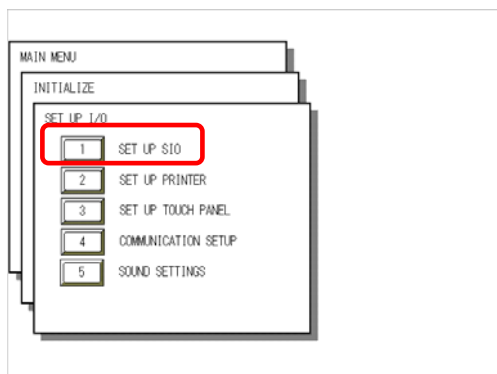 MAIN MENU
INITIALIZE
SET UP I/O
1 SET UP SIO
2 SET UP PRINTER
3 SET UP TOUCH PANEL
4 COMMUNICATION SETUP
5 SOUND SETTINGS